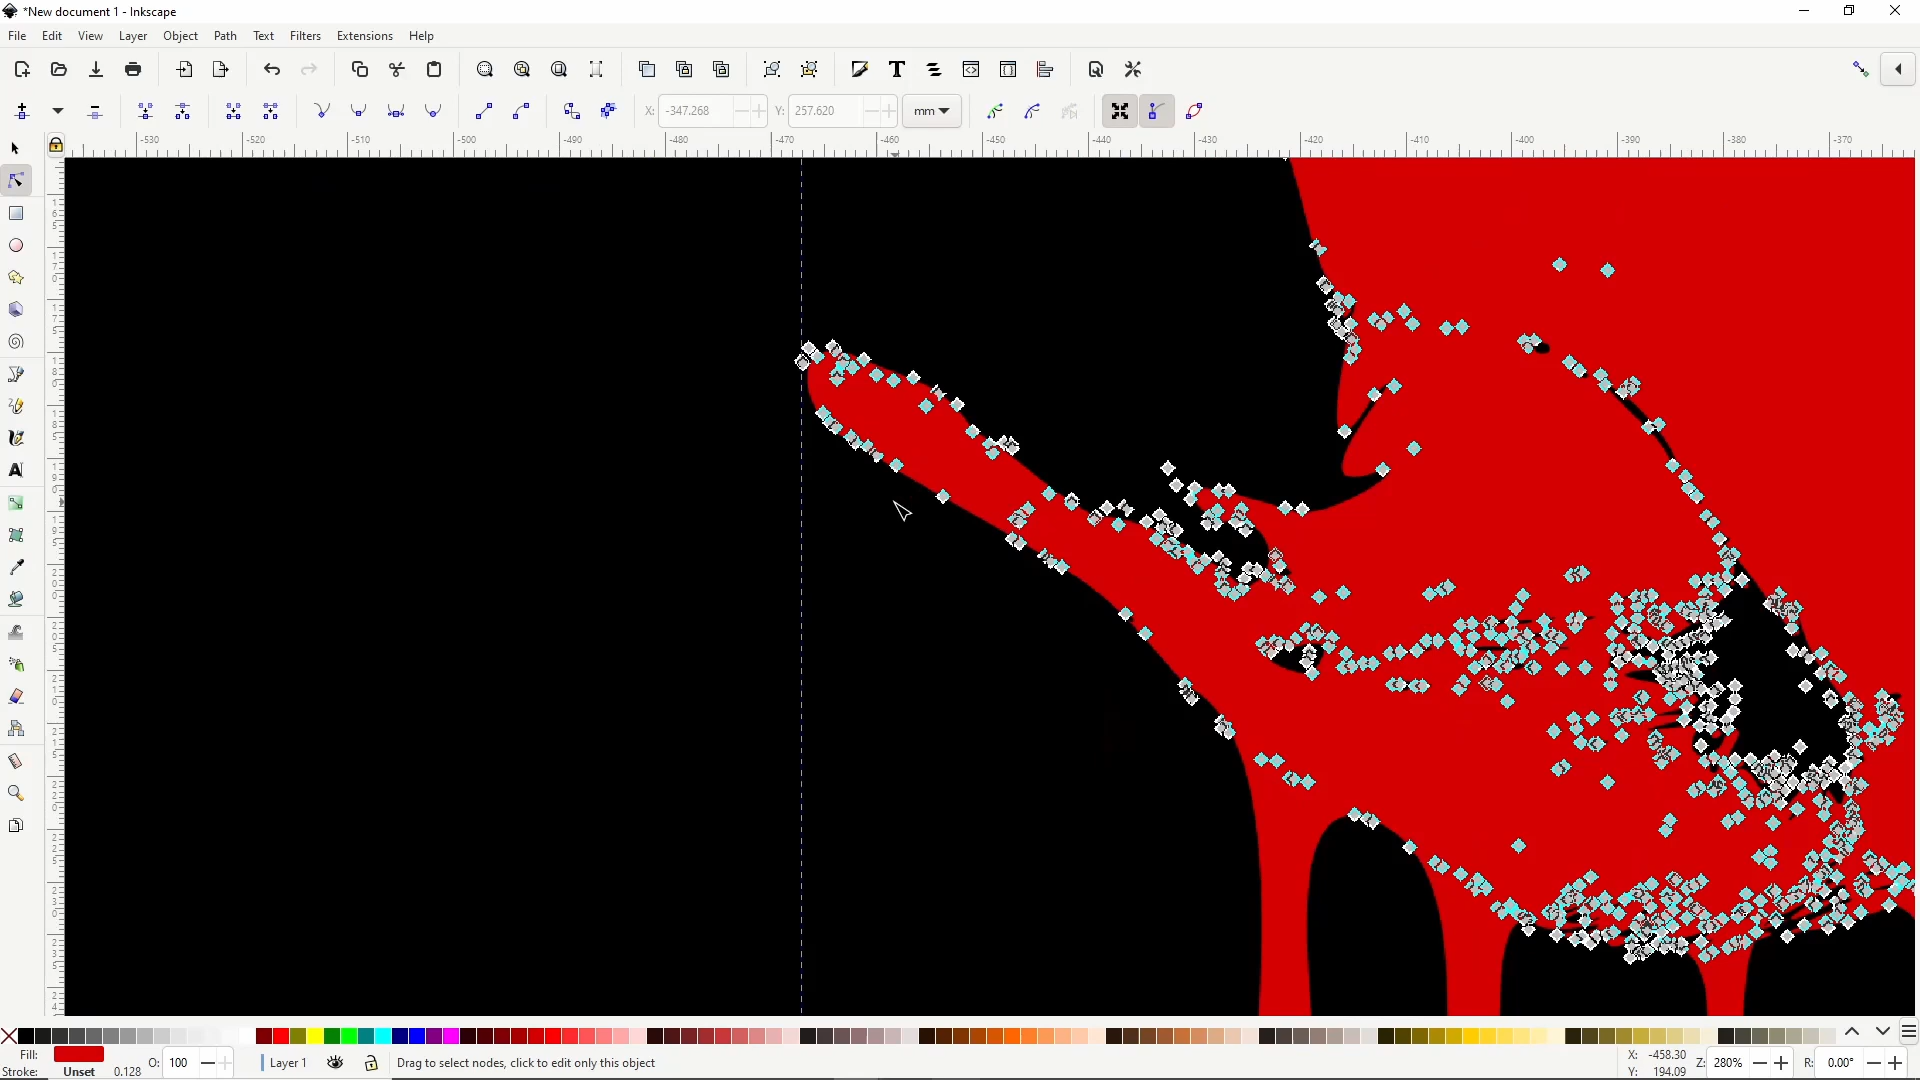 *New document 1 - Inkscape
File Edit View Layer Object Path Text Filters Extensions Help
X: -347.268 Y: 257.620 mm
-530 -520 -510 -500 -490 -480 -470 -460 -450 -440 -430 -420 -410 -400 -390 -380 -370
Fill: O: 100 Layer 1 Drag to select nodes, click to edit only this object X: -458.30 Z: 280% R: 0.00°
Stroke: Unset 0.128 Y: 194.09